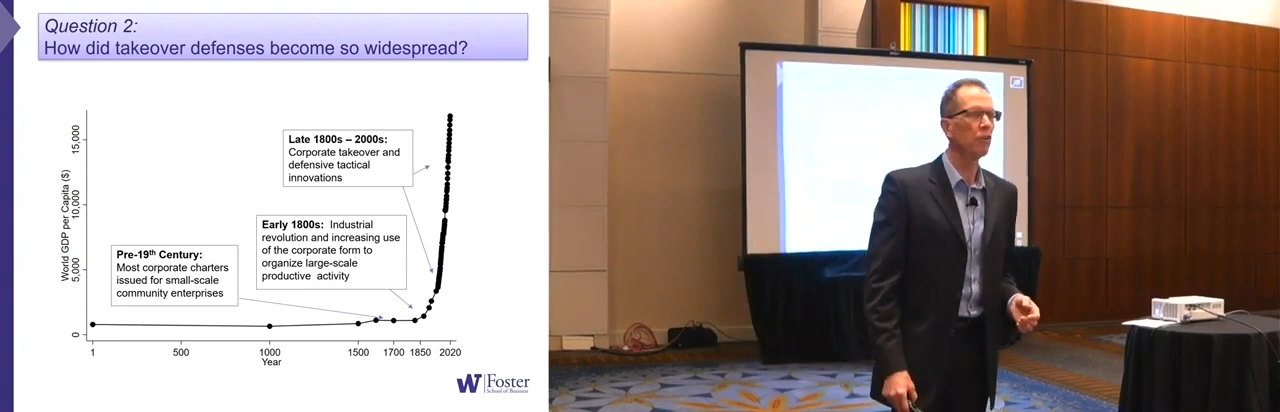 Question 2:
How did takeover defenses become so widespread?
Late 1800s – 2000s:
Corporate takeover and
defensive tactical
innovations
Early 1800s: Industrial
revolution and increasing use
of the corporate form to
organize large-scale
productive activity
Pre-19th Century:
Most corporate charters
issued for small-scale
community enterprises
World GDP per Capita ($)
15,000
10,000
5,000
0
1 500 1000 1500 1700 1850 2020
Year
W Foster
School of Business